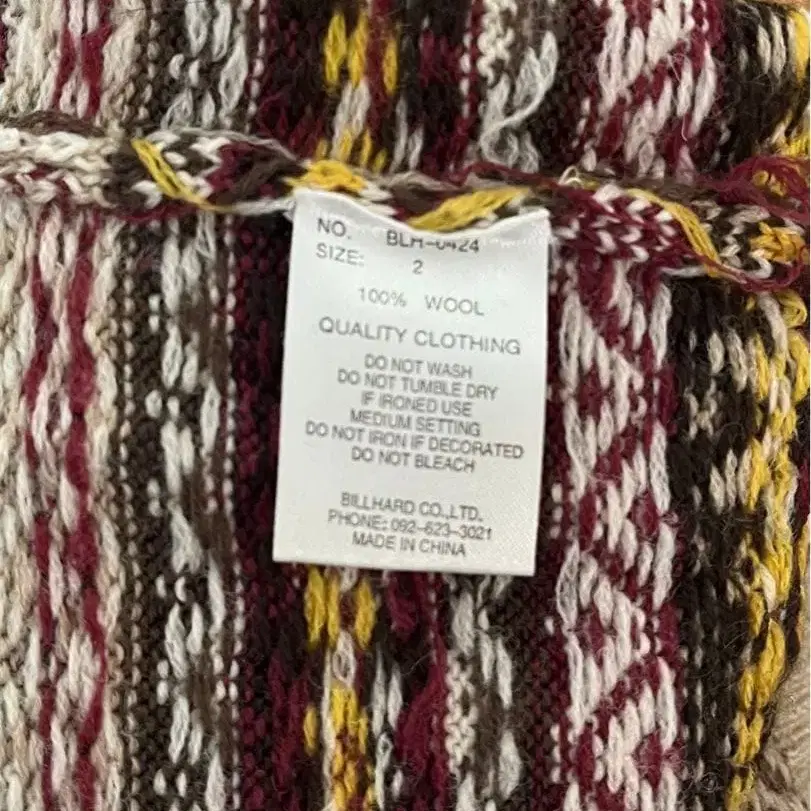 NO. BLH-0424
SIZE: 2
100% WOOL
QUALITY CLOTHING
DO NOT WASH
DO NOT TUMBLE DRY
IF IRONED USE
MEDIUM SETTING
DO NOT IRON IF DECORATED
DO NOT BLEACH
BILLHARD CO.,LTD.
PHONE: 092-623-3021
MADE IN CHINA